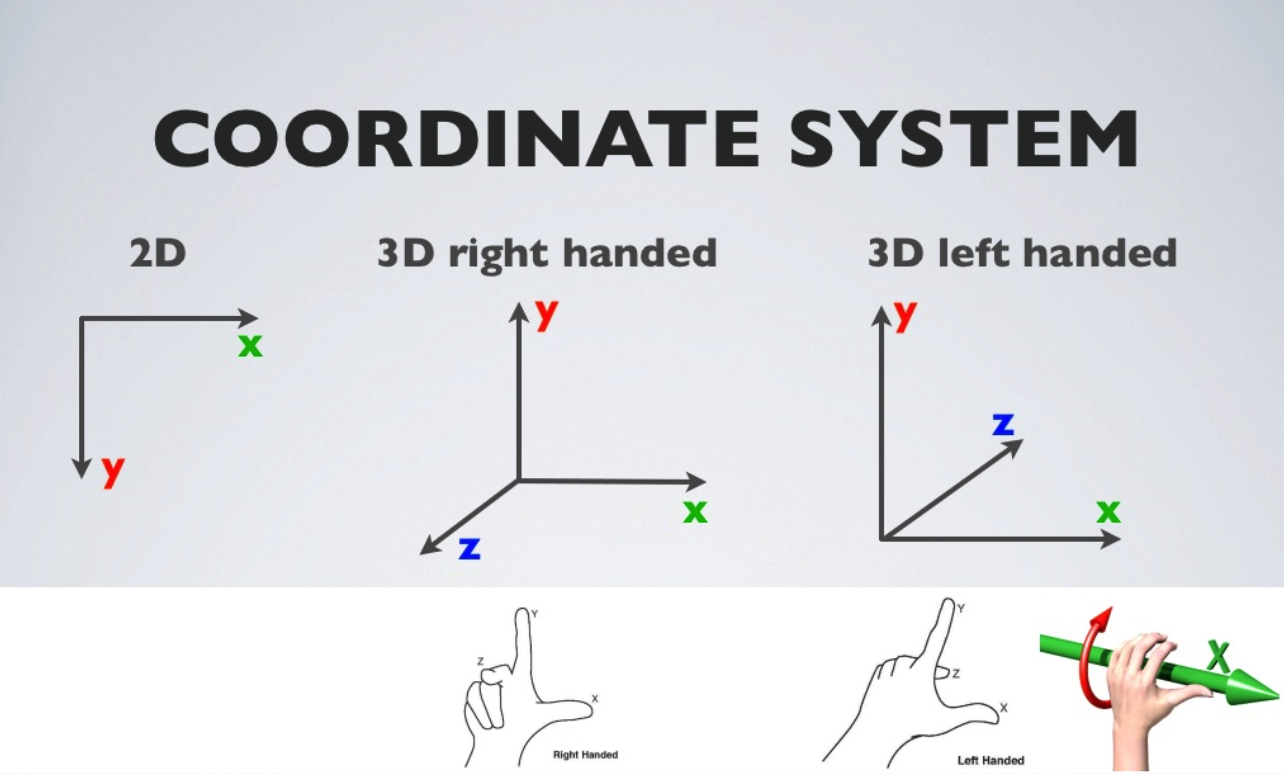 COORDINATE SYSTEM
2D
3D right handed
3D left handed
x
y
y
x
z
y
z
x
Y
Z
X
Right Handed
Y
Z
X
Left Handed
X